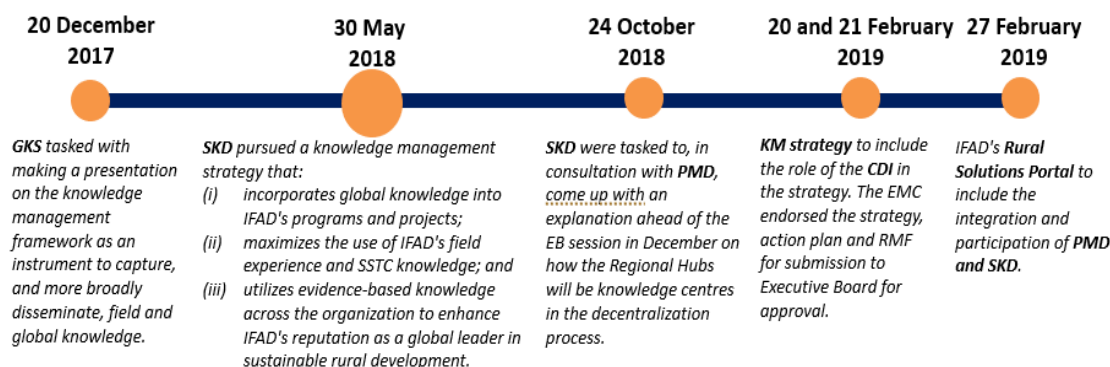 20 December
2017
30 May
2018
24 October
2018
20 and 21 February
2019
27 February
2019
GKS tasked with
making a presentation
on the knowledge
management
framework as an
instrument to capture,
and more broadly
disseminate, field and
global knowledge.
SKD pursued a knowledge management
strategy that:
(i) incorporates global knowledge into
IFAD's programs and projects;
(ii) maximizes the use of IFAD's field
experience and SSTC knowledge; and
(iii) utilizes evidence-based knowledge
across the organization to enhance
IFAD's reputation as a global leader in
sustainable rural development.
SKD were tasked to, in
consultation with PMD,
come up with an
explanation ahead of the
EB session in December on
how the Regional Hubs
will be knowledge centres
in the decentralization
process.
KM strategy to include
the role of the CDI in
the strategy. The EMC
endorsed the strategy,
action plan and RMF
for submission to
Executive Board for
approval.
IFAD's Rural
Solutions Portal to
include the
integration and
participation of PMD
and SKD.